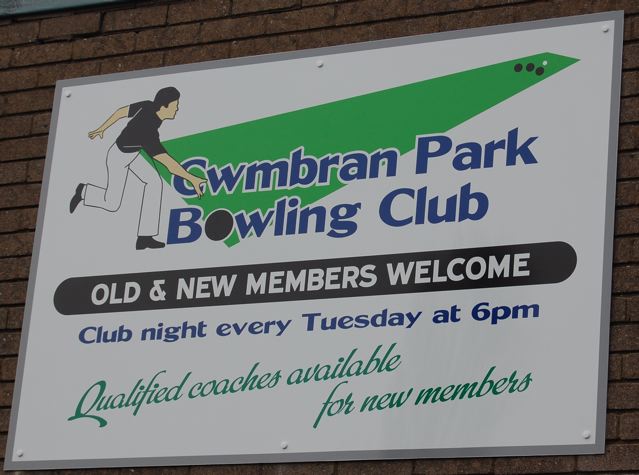 Cwmbran Park
Bowling Club
OLD & NEW MEMBERS WELCOME
Club night every Tuesday at 6pm
Qualified coaches available
for new members